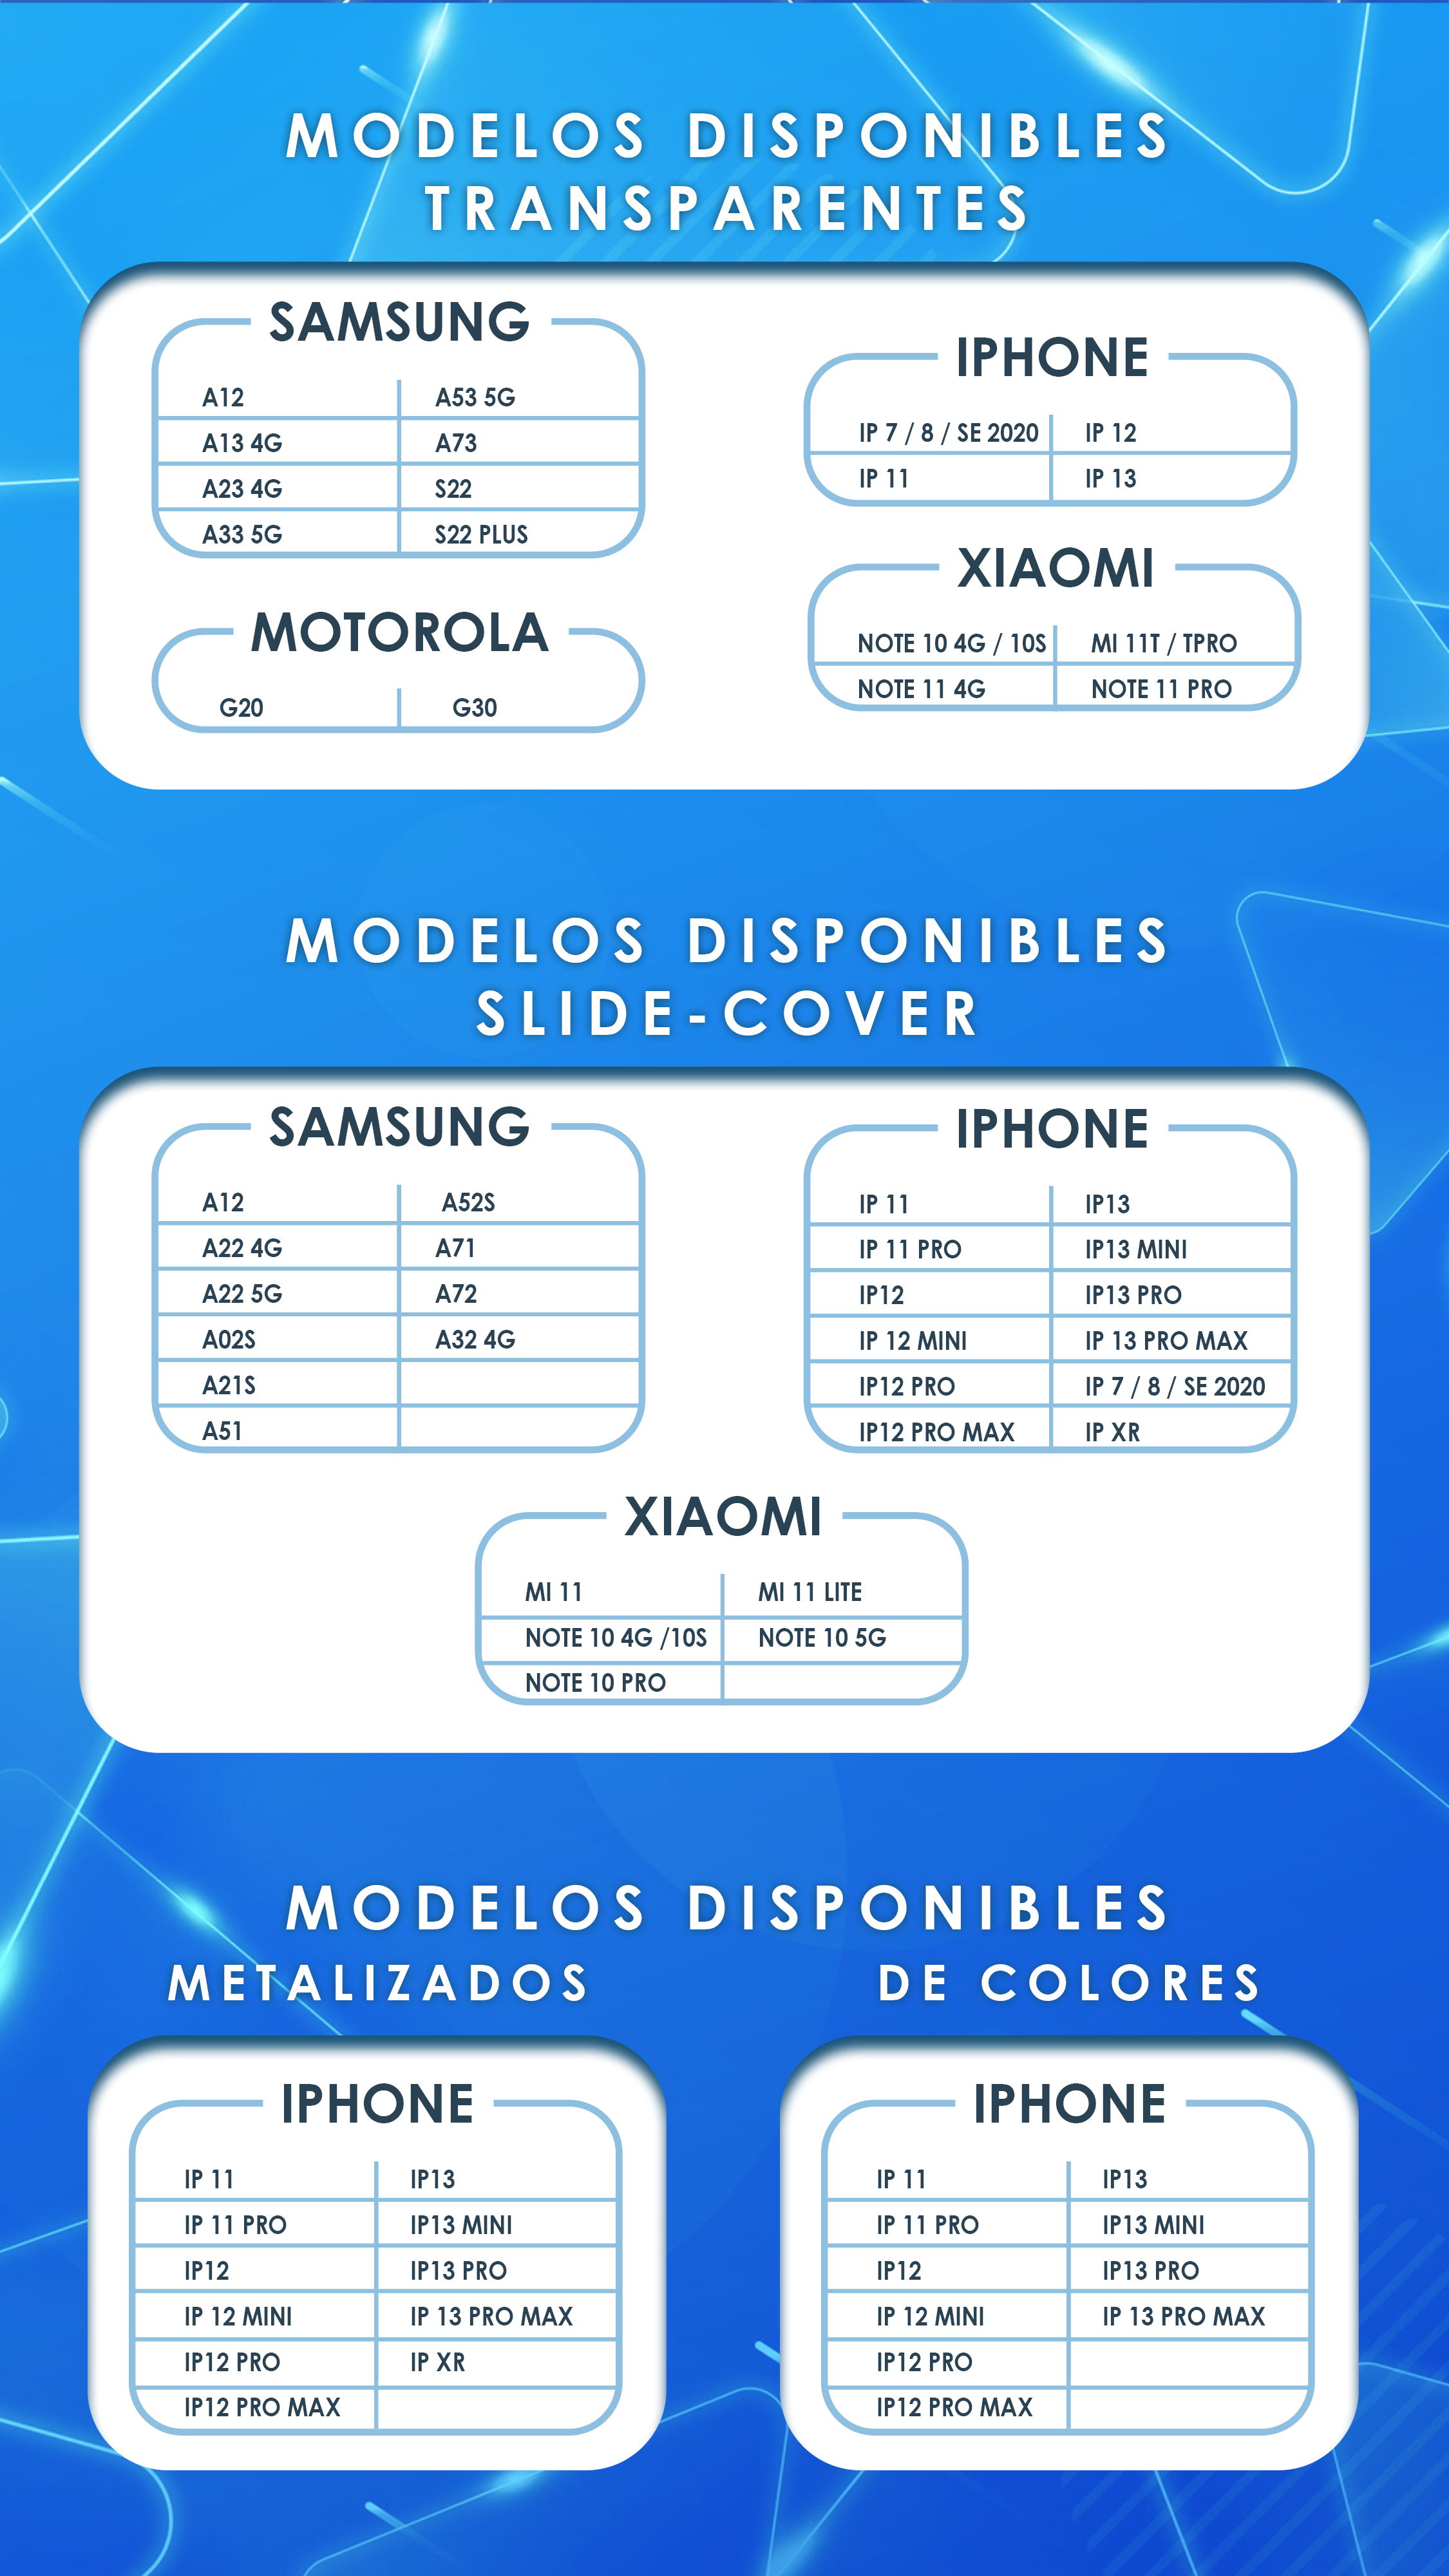 MODELOS DISPONIBLES
TRANSPARENTES
SAMSUNG
A12 A53 5G
A13 4G A73
A23 4G S22
A33 5G S22 PLUS
MOTOROLA
G20 G30
IPHONE
IP 7 / 8 / SE 2020 IP 12
IP 11 IP 13
XIAOMI
NOTE 10 4G / 10S MI 11T / TPRO
NOTE 11 4G NOTE 11 PRO
MODELOS DISPONIBLES
SLIDE-COVER
SAMSUNG
A12 A52S
A22 4G A71
A22 5G A72
A02S A32 4G
A21S
A51
IPHONE
IP 11 IP13
IP 11 PRO IP13 MINI
IP12 IP13 PRO
IP 12 MINI IP 13 PRO MAX
IP12 PRO IP 7 / 8 / SE 2020
IP12 PRO MAX IP XR
XIAOMI
MI 11 MI 11 LITE
NOTE 10 4G /10S NOTE 10 5G
NOTE 10 PRO
MODELOS DISPONIBLES
METALIZADOS
IPHONE
IP 11 IP13
IP 11 PRO IP13 MINI
IP12 IP13 PRO
IP 12 MINI IP 13 PRO MAX
IP12 PRO IP XR
IP12 PRO MAX
DE COLORES
IPHONE
IP 11 IP13
IP 11 PRO IP13 MINI
IP12 IP13 PRO
IP 12 MINI IP 13 PRO MAX
IP12 PRO
IP12 PRO MAX